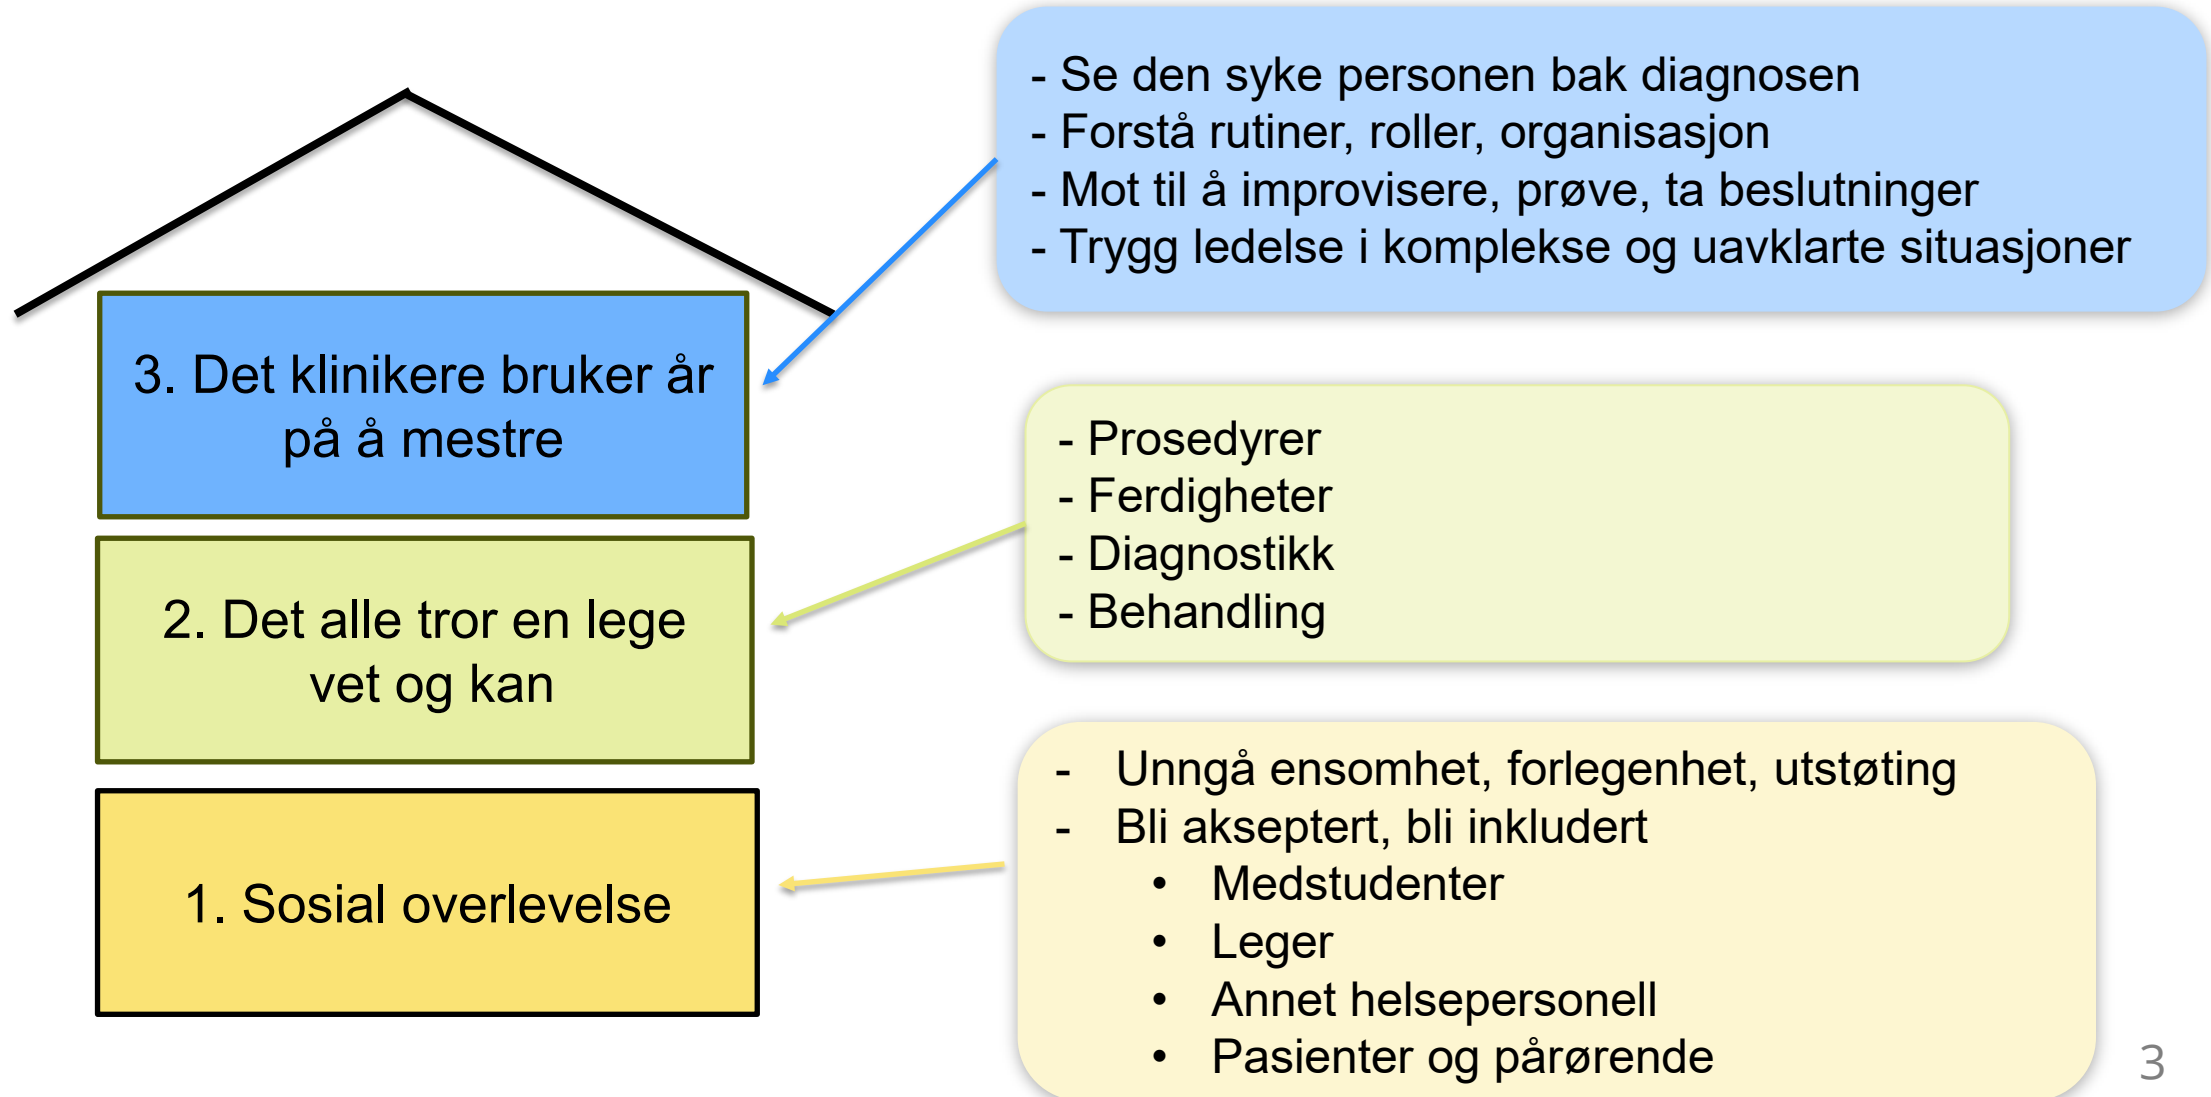 - Se den syke personen bak diagnosen
- Forstå rutiner, roller, organisasjon
- Mot til å improvisere, prøve, ta beslutninger
- Trygg ledelse i komplekse og uavklarte situasjoner
3. Det klinikere bruker år
på å mestre
- Prosedyrer
- Ferdigheter
- Diagnostikk
- Behandling
2. Det alle tror en lege
vet og kan
- Unngå ensomhet, forlegenhet, utstøting
- Bli akseptert, bli inkludert
• Medstudenter
• Leger
• Annet helsepersonell
• Pasienter og pårørende
1. Sosial overlevelse
3